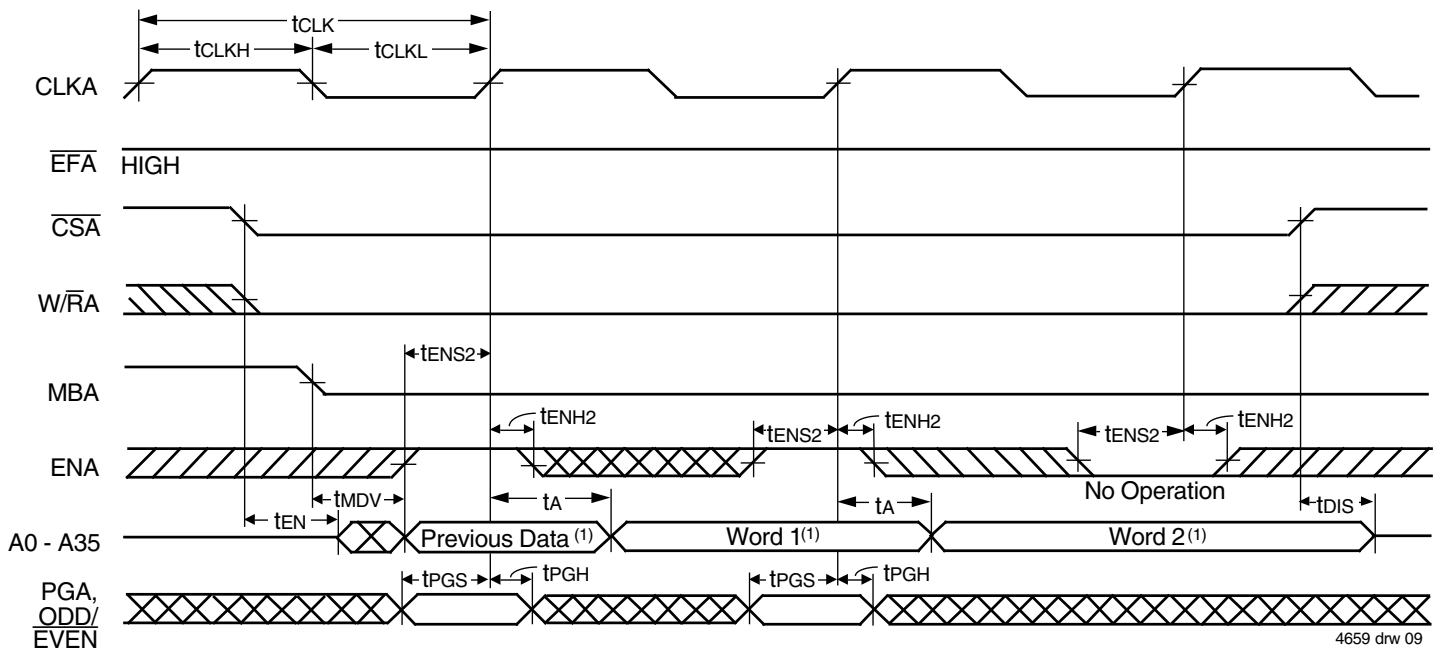 tCLK
tCLKH tCLKL
CLKA
EFA HIGH
CSA
W/RA
tENS2
MBA
tENH2 tENS2 tENH2 tENS2 tENH2
ENA
No Operation
tMDV tA tA
tEN tDIS
A0 - A35 Previous Data (1) Word 1(1) Word 2(1)
tPGS tPGH tPGS tPGH
PGA,
ODD/
EVEN
4659 drw 09